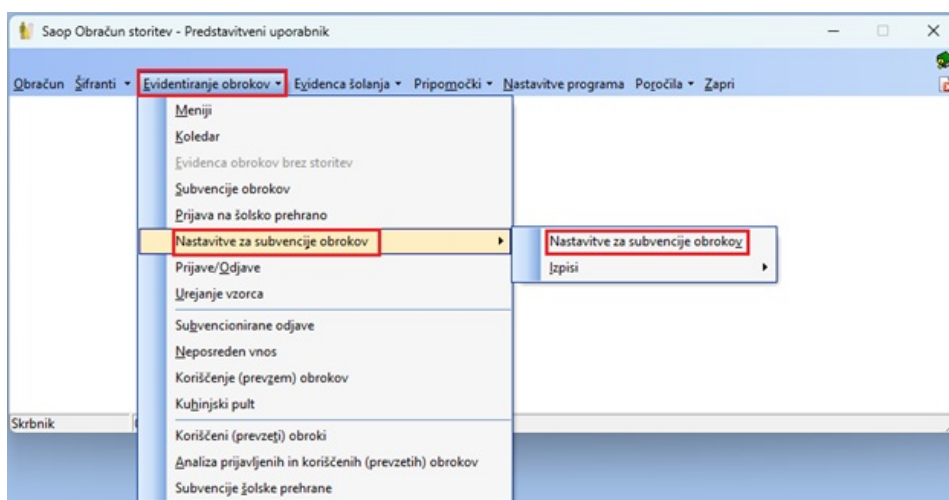 Saop Obračun storitev - Predstavitveni uporabnik
Obračun Šifranti Evidentiranje obrokov Evidenca šolanja Pripomočki Nastavitve programa Poročila Zapri
Meniji
Koledar
Evidenca obrokov brez storitev
Subvencije obrokov
Prijava na šolsko prehrano
Nastavitve za subvencije obrokov
Nastavitve za subvencije obrokov
Izpisi
Prijave/Odjave
Urejanje vzorca
Subvencionirane odjave
Neposreden vnos
Koriščenje (prevzem) obrokov
Kuhinjski pult
Skrbnik
Koriščeni (prevzeti) obroki
Analiza prijavljenih in koriščenih (prevzetih) obrokov
Subvencije šolske prehrane